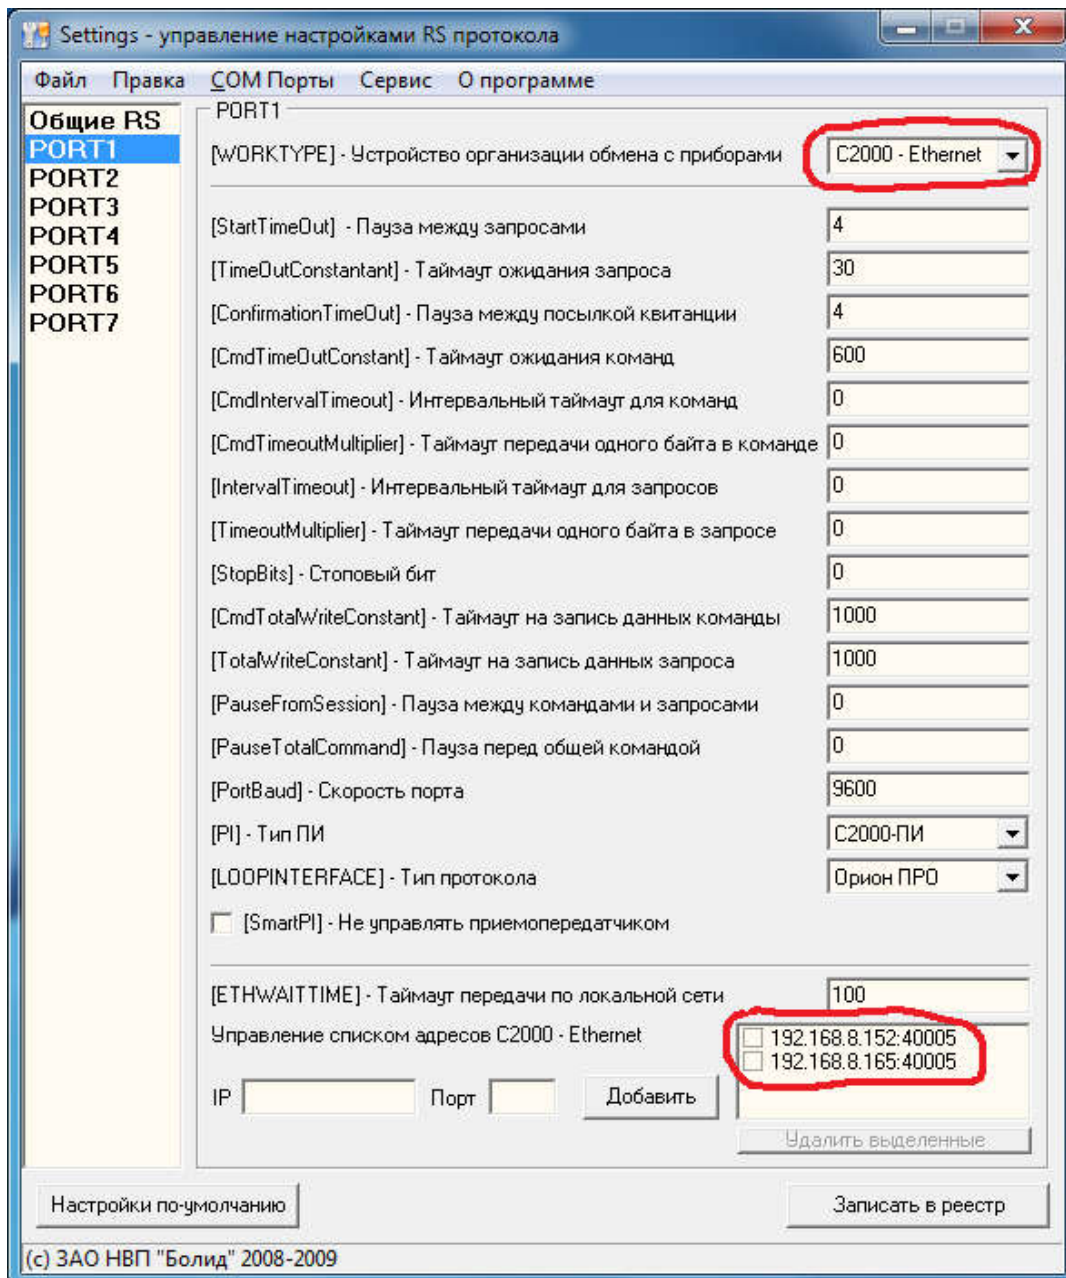 Settings - управление настройками RS протокола
Файл Правка COM Порты Сервис О программе
Общие RS
PORT1
PORT2
PORT3
PORT4
PORT5
PORT6
PORT7
PORT1
[WORKTYPE] - Устройство организации обмена с приборами C2000 - Ethernet
[StartTimeOut] - Пауза между запросами 4
[TimeOutConstantant] - Таймаут ожидания запроса 30
[ConfirmationTimeOut] - Пауза между посылкой квитанции 4
[CmdTimeOutConstant] - Таймаут ожидания команд 600
[CmdIntervalTimeout] - Интервальный таймаут для команд 0
[CmdTimeoutMultiplier] - Таймаут передачи одного байта в команде 0
[IntervalTimeout] - Интервальный таймаут для запросов 0
[TimeoutMultiplier] - Таймаут передачи одного байта в запросе 0
[StopBits] - Стоповый бит 0
[CmdTotalWriteConstant] - Таймаут на запись данных команды 1000
[TotalWriteConstant] - Таймаут на запись данных запроса 1000
[PauseFromSession] - Пауза между командами и запросами 0
[PauseTotalCommand] - Пауза перед общей командой 0
[PortBaud] - Скорость порта 9600
[PI] - Тип ПИ С2000-ПИ
[LOOPINTERFACE] - Тип протокола Орион ПРО
[SmartPI] - Не управлять приемопередатчиком
[ETHWAITTIME] - Таймаут передачи по локальной сети 100
Управление списком адресов C2000 - Ethernet
192.168.8.152:40005
192.168.8.165:40005
IP Порт Добавить
Удалить выделенные
Настройки по-умолчанию Записать в реестр
(c) ЗАО НВП "Болид" 2008-2009